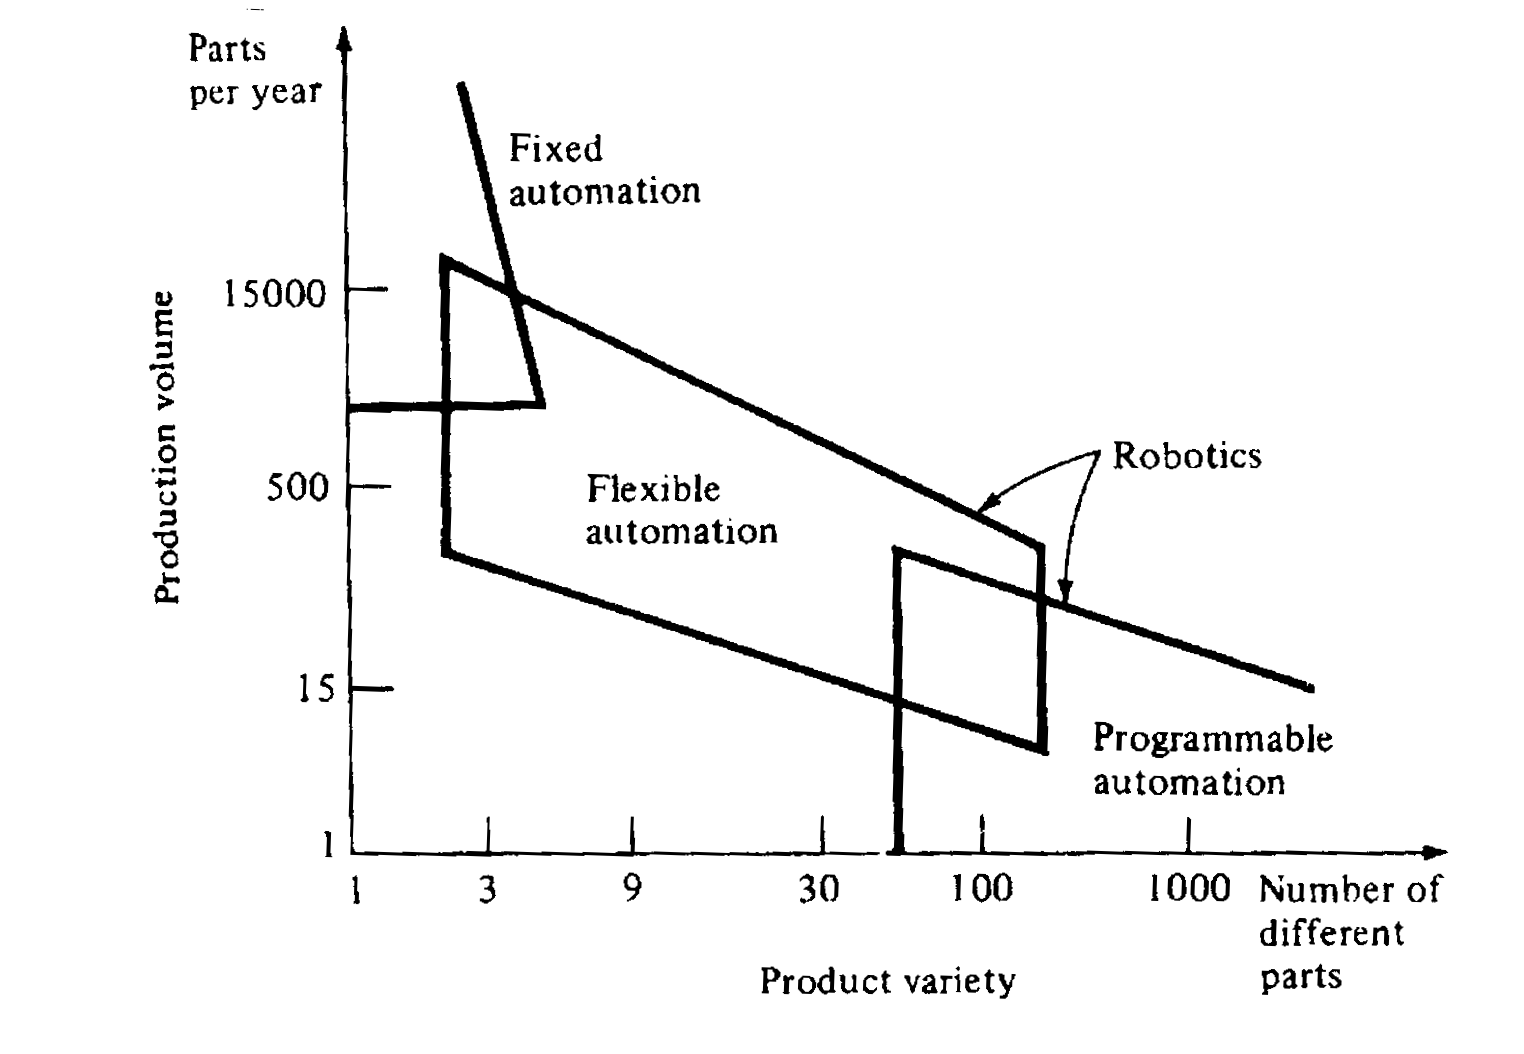 Parts
per year
Fixed
automation
15000
Production volume
500
Flexible
automation
Robotics
15
Programmable
automation
1
1
3
9
30
100
1000
Number of
different
parts
Product variety